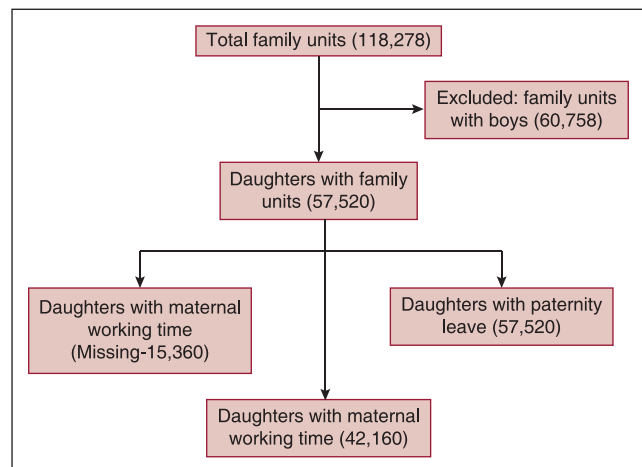 Total family units (118,278)
Excluded: family units
with boys (60,758)
Daughters with family
units (57,520)
Daughters with maternal
working time
(Missing-15,360)
Daughters with paternity
leave (57,520)
Daughters with maternal
working time (42,160)